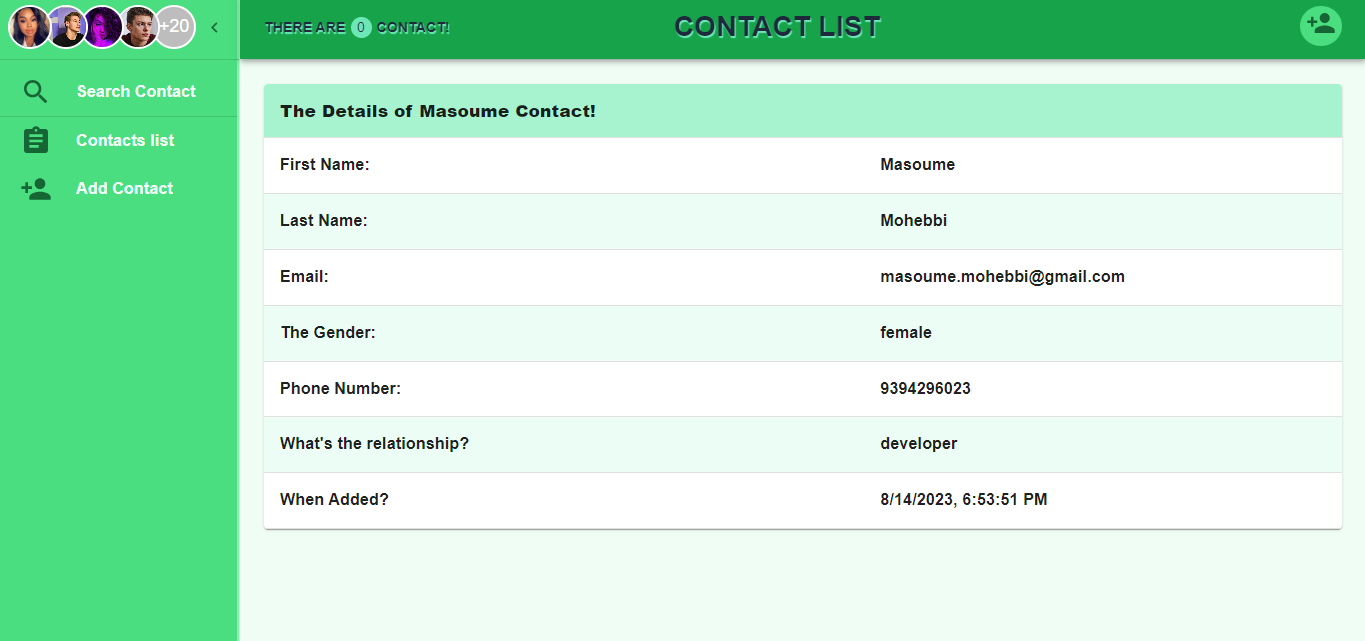 +20
THERE ARE 0 CONTACT!
CONTACT LIST
Search Contact
Contacts list
Add Contact
The Details of Masoume Contact!
First Name: Masoume
Last Name: Mohebbi
Email: masoume.mohebbi@gmail.com
The Gender: female
Phone Number: 9394296023
What's the relationship? developer
When Added? 8/14/2023, 6:53:51 PM